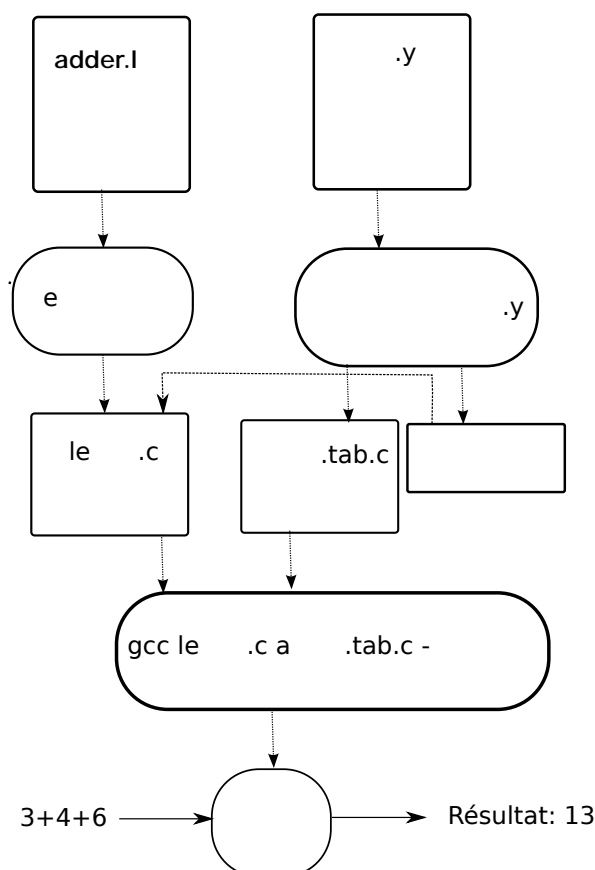 adder.l
.y
e
.y
le .c
.tab.c
gcc le .c a .tab.c -
3+4+6
Résultat: 13